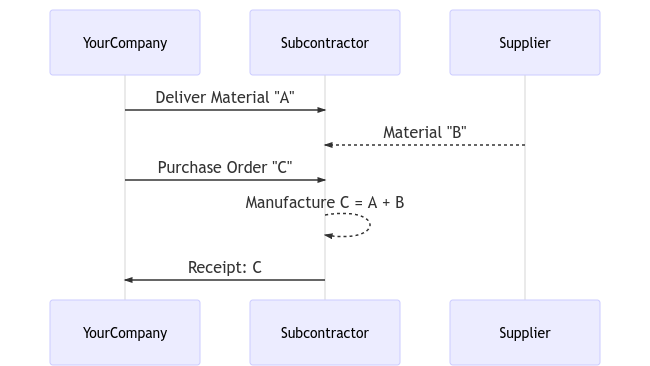 YourCompany
Subcontractor
Supplier
Deliver Material "A"
Material "B"
Purchase Order "C"
Manufacture C = A + B
Receipt: C
YourCompany
Subcontractor
Supplier